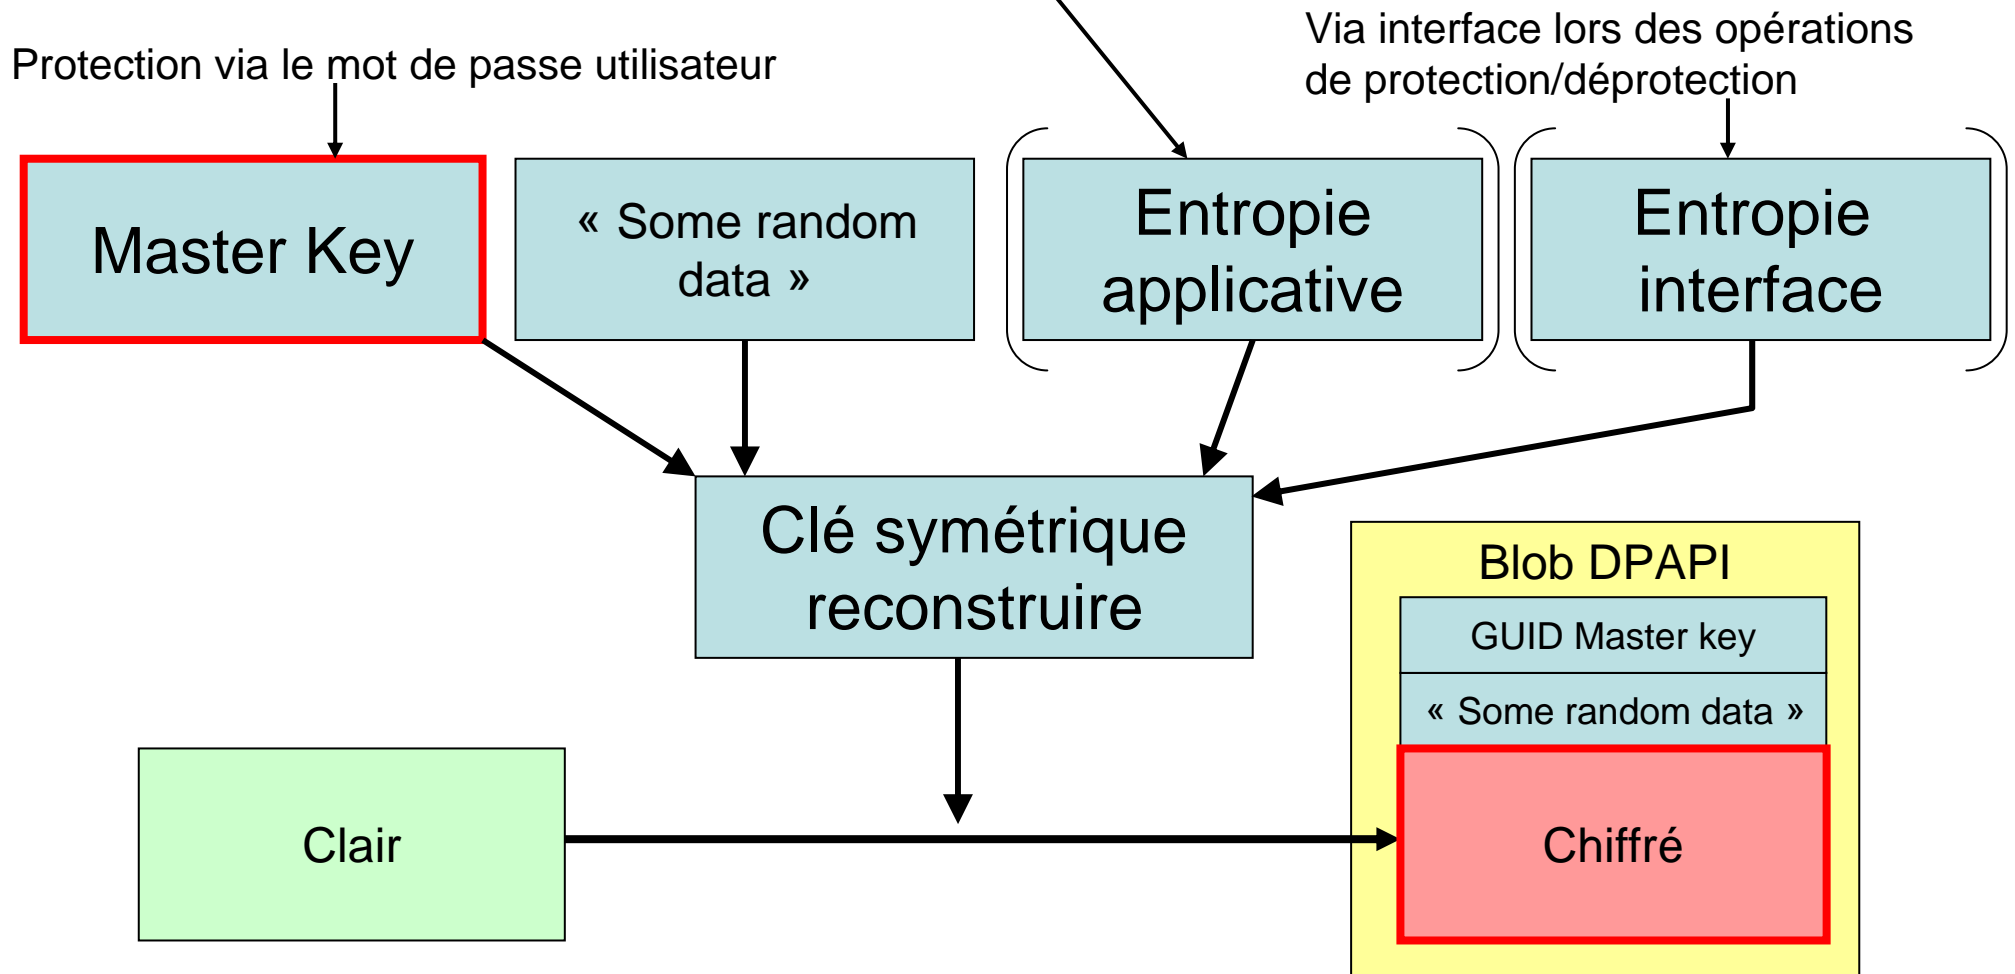 Via interface lors des opérations
de protection/déprotection
Protection via le mot de passe utilisateur
Master Key
« Some random
data »
Entropie
applicative
Entropie
interface
Clé symétrique
reconstruire
Blob DPAPI
GUID Master key
« Some random data »
Clair
Chiffré